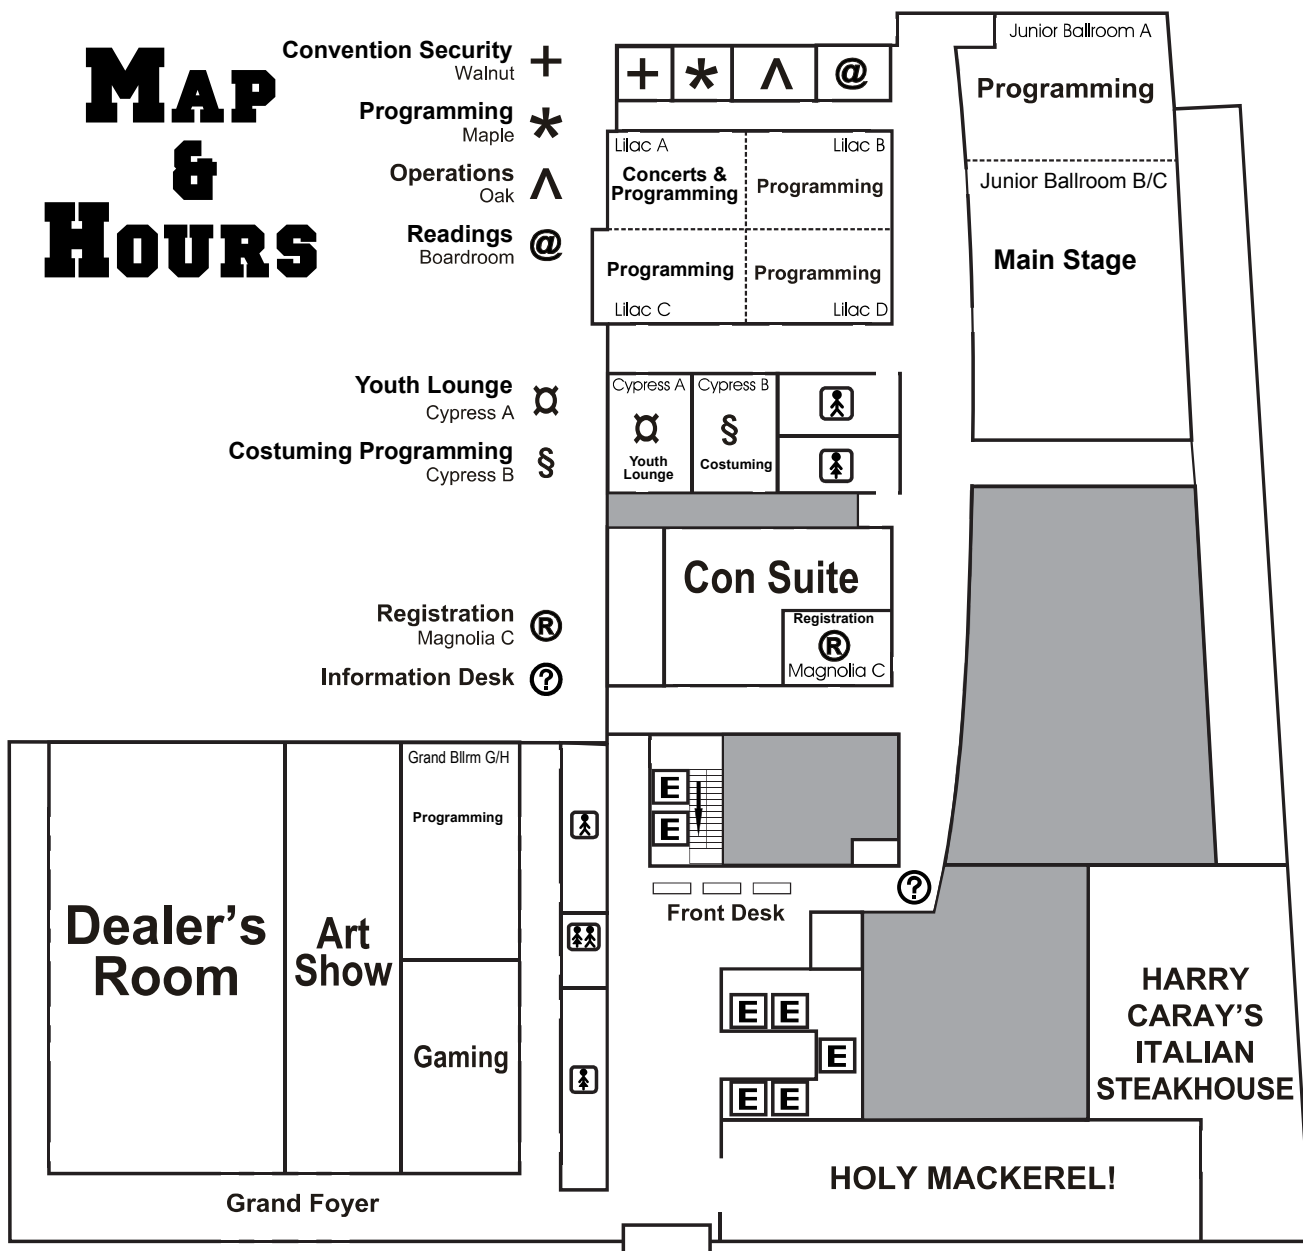 MAP
&
HOURS
Convention Security
Walnut
+
Programming
Maple
*
Operations
Oak
Λ
Readings
Boardroom
@
Youth Lounge
Cypress A
¤
Costuming Programming
Cypress B
§
Registration
Magnolia C
®
Information Desk
?
+ * Λ @
Junior Ballroom A
Programming
Junior Ballroom B/C
Main Stage
Lilac A
Concerts &
Programming
Lilac B
Programming
Programming
Lilac C
Programming
Lilac D
Cypress A
¤
Youth
Lounge
Cypress B
§
Costuming
Con Suite
Registration
®
Magnolia C
Grand Bllrm G/H
Programming
Dealer's
Room
Art
Show
Gaming
Grand Foyer
E
E
Front Desk
?
E E
E
E E
HARRY
CARAY'S
ITALIAN
STEAKHOUSE
HOLY MACKEREL!